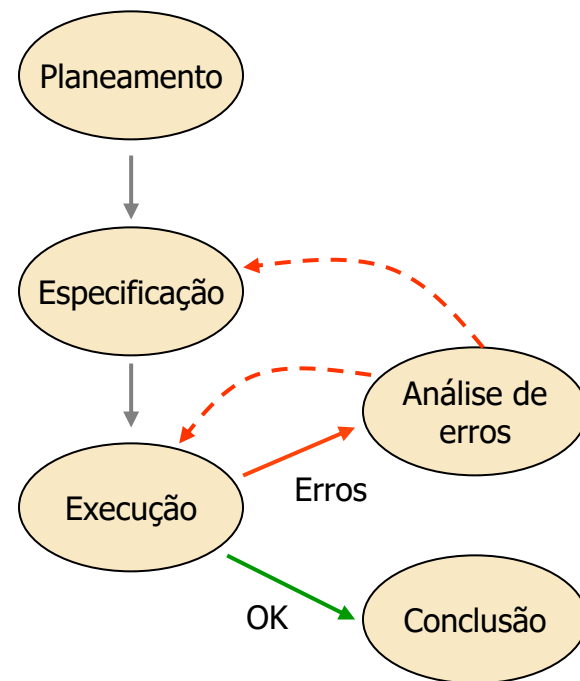 Planeamento
Especificação
Análise de
erros
Erros
Execução
OK
Conclusão